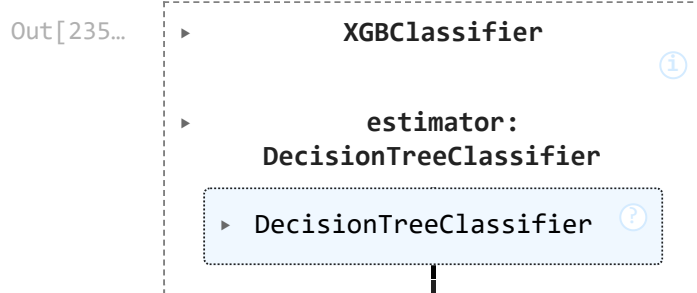 Out[235…
XGBClassifier
i
estimator:
DecisionTreeClassifier
DecisionTreeClassifier ?